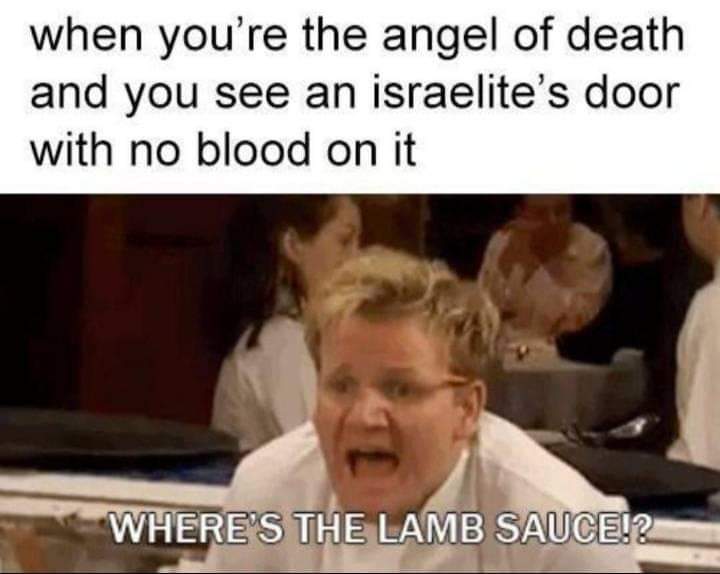 when you're the angel of death
and you see an israelite's door
with no blood on it
WHERE'S THE LAMB SAUCE!?